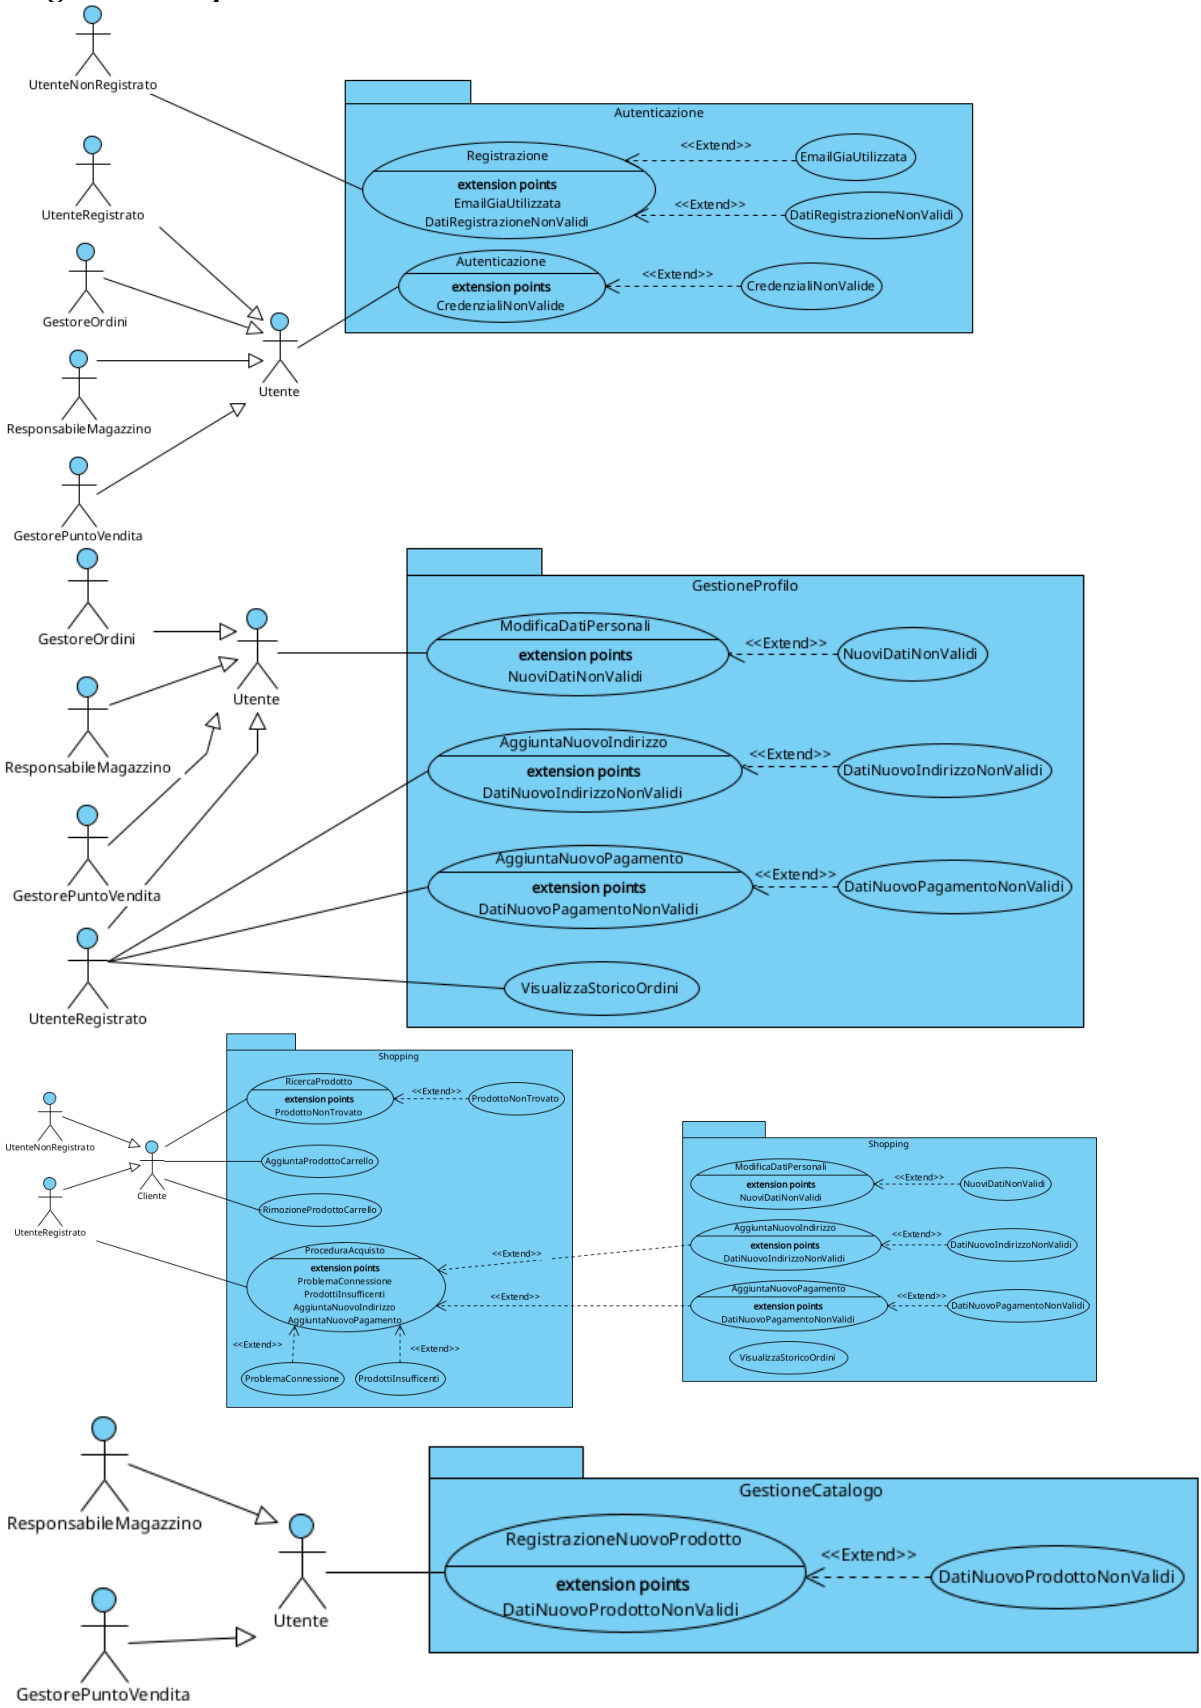 UtenteNonRegistrato
Autenticazione
Registrazione
extension points
EmailGiaUtilizzata
DatiRegistrazioneNonValidi
<<Extend>>
EmailGiaUtilizzata
<<Extend>>
DatiRegistrazioneNonValidi
UtenteRegistrato
Autenticazione
extension points
CredenzialiNonValide
<<Extend>>
CredenzialiNonValide
GestoreOrdini
Utente
ResponsabileMagazzino
GestorePuntoVendita
GestioneProfilo
GestoreOrdini
Utente
ModificaDatiPersonali
extension points
NuoviDatiNonValidi
<<Extend>>
NuoviDatiNonValidi
ResponsabileMagazzino
AggiuntaNuovoIndirizzo
extension points
DatiNuovoIndirizzoNonValidi
<<Extend>>
DatiNuovoIndirizzoNonValidi
GestorePuntoVendita
AggiuntaNuovoPagamento
extension points
DatiNuovoPagamentoNonValidi
<<Extend>>
DatiNuovoPagamentoNonValidi
UtenteRegistrato
VisualizzaStoricoOrdini
Shopping
RicercaProdotto
extension points
ProdottoNonTrovato
<<Extend>>
ProdottoNonTrovato
UtenteNonRegistrato
Cliente
AggiuntaProdottoCarrello
UtenteRegistrato
RimozioneProdottoCarrello
ProceduraAcquisto
extension points
ProblemaConnessione
ProdottiInsufficenti
AggiuntaNuovoIndirizzo
AggiuntaNuovoPagamento
<<Extend>>
<<Extend>>
<<Extend>>
<<Extend>>
ProblemaConnessione
ProdottiInsufficenti
Shopping
ModificaDatiPersonali
extension points
NuoviDatiNonValidi
<<Extend>>
NuoviDatiNonValidi
AggiuntaNuovoIndirizzo
extension points
DatiNuovoIndirizzoNonValidi
<<Extend>>
DatiNuovoIndirizzoNonValidi
AggiuntaNuovoPagamento
extension points
DatiNuovoPagamentoNonValidi
<<Extend>>
DatiNuovoPagamentoNonValidi
VisualizzaStoricoOrdini
GestioneCatalogo
ResponsabileMagazzino
Utente
RegistrazioneNuovoProdotto
extension points
DatiNuovoProdottoNonValidi
<<Extend>>
DatiNuovoProdottoNonValidi
GestorePuntoVendita